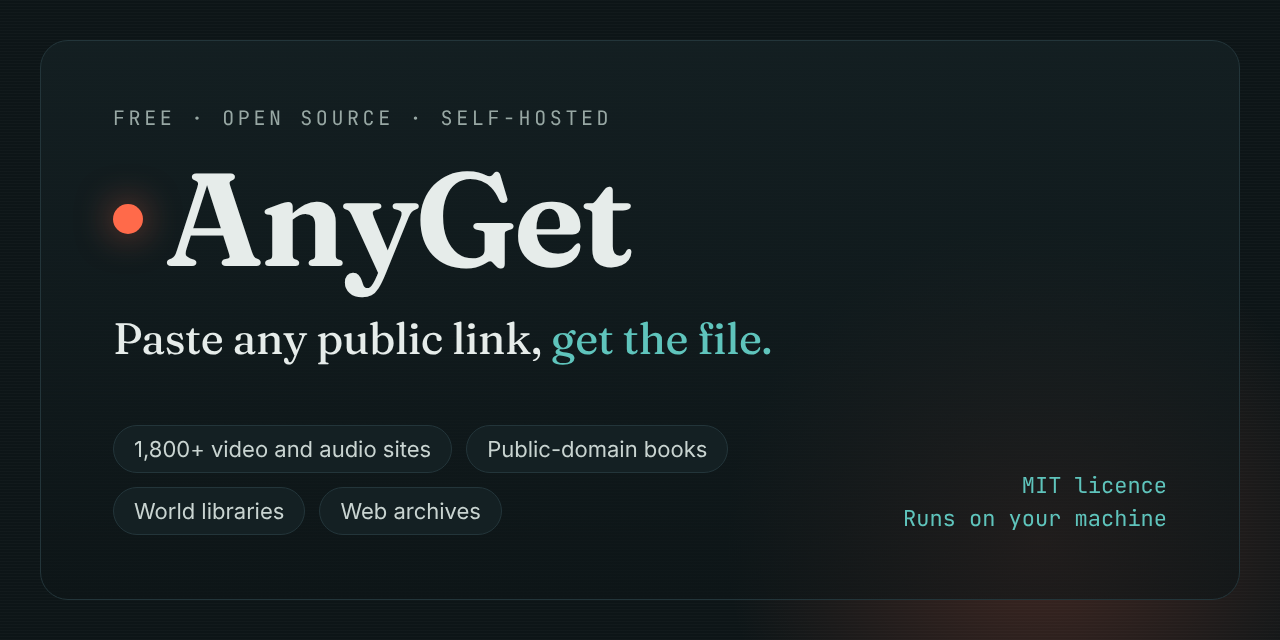 FREE · OPEN SOURCE · SELF-HOSTED
AnyGet
Paste any public link, get the file.
1,800+ video and audio sites
Public-domain books
World libraries
Web archives
MIT licence
Runs on your machine